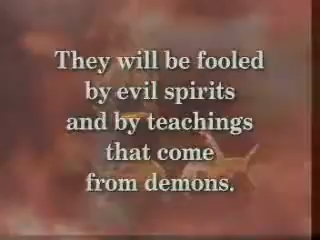 They will be fooled
by evil spirits
and by teachings
that come
from demons.